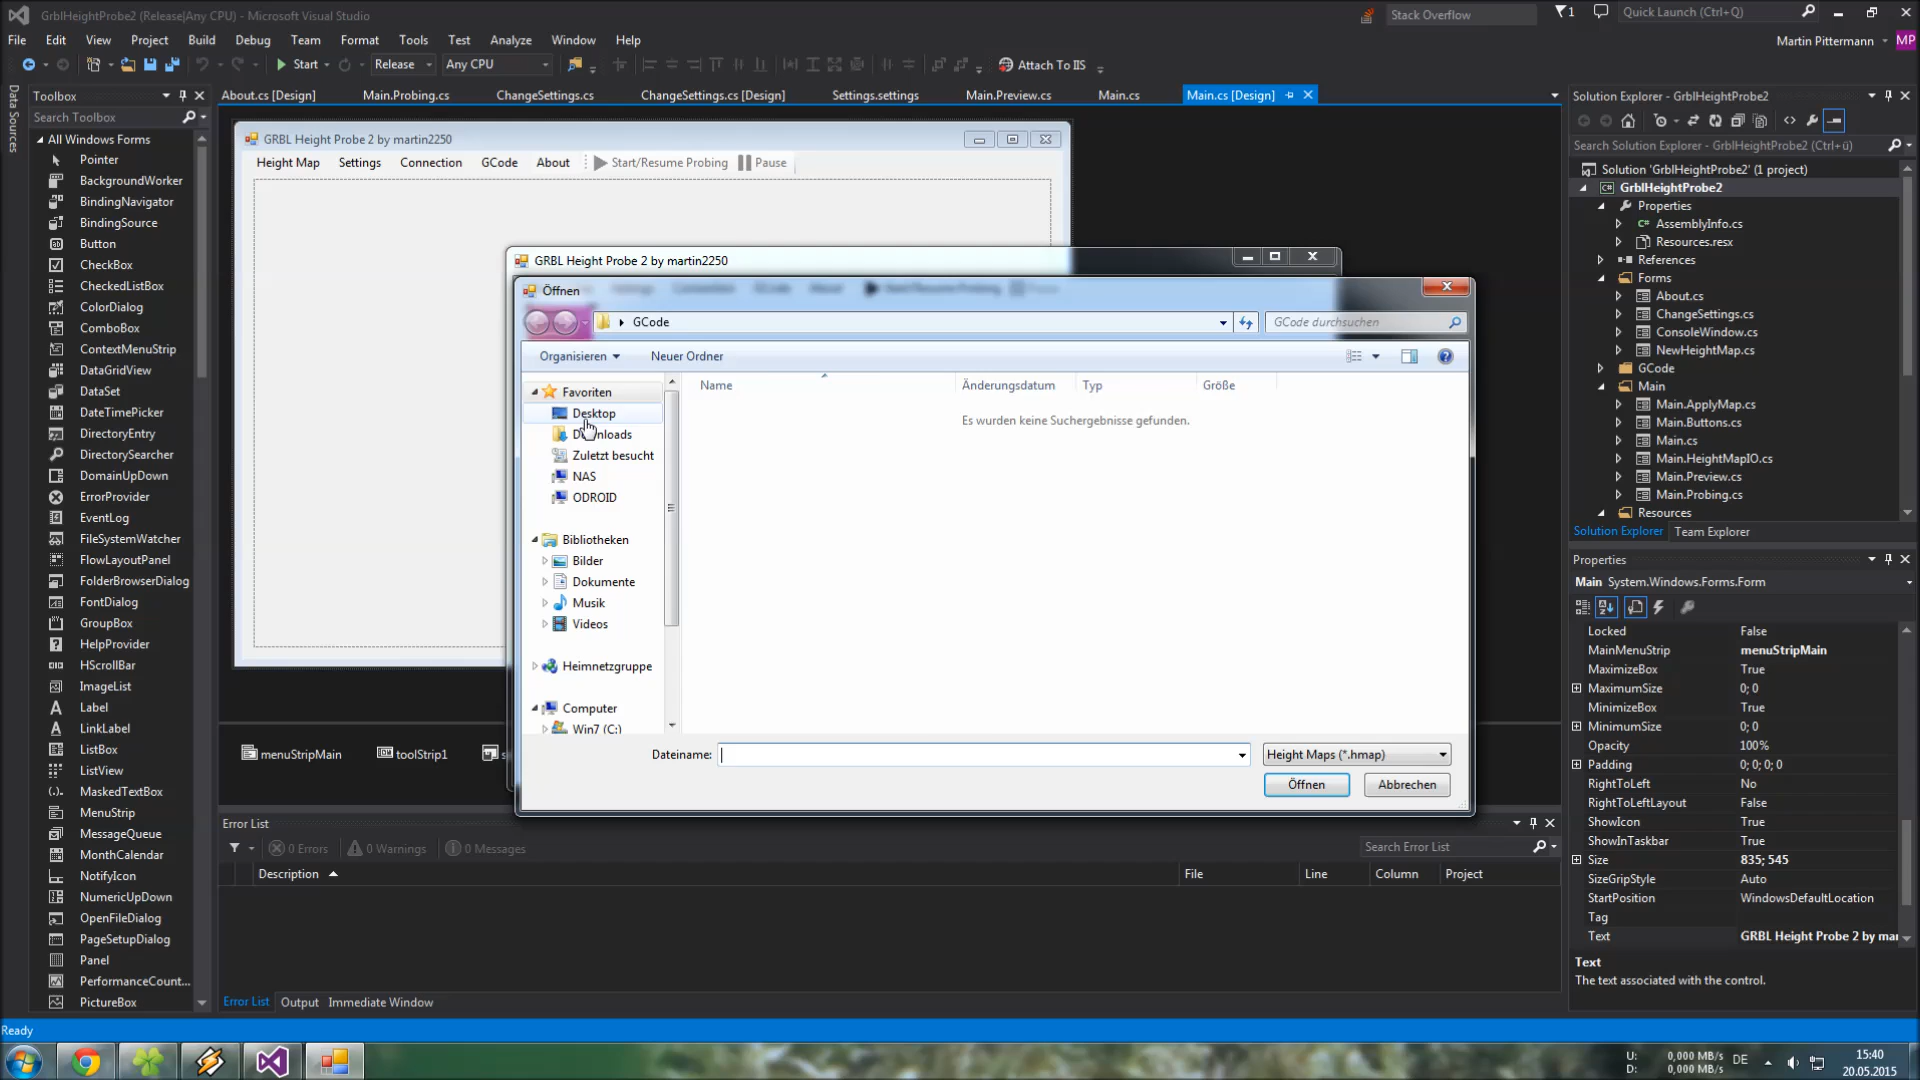 GrblHeightProbe2 (Release|Any CPU) - Microsoft Visual Studio
Stack Overflow
1
Quick Launch (Ctrl+Q)
File Edit View Project Build Debug Team Format Tools Test Analyze Window Help
Martin Pittermann MP
Start Release Any CPU Attach To IIS
Data Sources
Toolbox
Search Toolbox
All Windows Forms
Pointer
BackgroundWorker
BindingNavigator
BindingSource
Button
CheckBox
CheckedListBox
ColorDialog
ComboBox
ContextMenuStrip
DataGridView
DataSet
DateTimePicker
DirectoryEntry
DirectorySearcher
DomainUpDown
ErrorProvider
EventLog
FileSystemWatcher
FlowLayoutPanel
FolderBrowserDialog
FontDialog
GroupBox
HelpProvider
HScrollBar
ImageList
Label
LinkLabel
ListBox
ListView
MaskedTextBox
MenuStrip
MessageQueue
MonthCalendar
NotifyIcon
NumericUpDown
OpenFileDialog
PageSetupDialog
Panel
PerformanceCount...
PictureBox
About.cs [Design] Main.Probing.cs ChangeSettings.cs ChangeSettings.cs [Design] Settings.settings Main.Preview.cs Main.cs Main.cs [Design]
GRBL Height Probe 2 by martin2250
Height Map Settings Connection GCode About Start/Resume Probing Pause
GRBL Height Probe 2 by martin2250
Öffnen
GCode
GCode durchsuchen
Organisieren Neuer Ordner
Favoriten
Desktop
Downloads
Zuletzt besucht
NAS
ODROID
Bibliotheken
Bilder
Dokumente
Musik
Videos
Heimnetzgruppe
Computer
Win7 (C:)
Name Änderungsdatum Typ Größe
Es wurden keine Suchergebnisse gefunden.
Dateiname: Height Maps (*.hmap)
Öffnen Abbrechen
menuStripMain toolStrip1
Error List
0 Errors 0 Warnings 0 Messages
Search Error List
Description File Line Column Project
Error List Output Immediate Window
Solution Explorer - GrblHeightProbe2
Search Solution Explorer (Ctrl+ü)
Solution 'GrblHeightProbe2' (1 project)
GrblHeightProbe2
Properties
AssemblyInfo.cs
Resources.resx
References
Forms
About.cs
ChangeSettings.cs
ConsoleWindow.cs
NewHeightMap.cs
GCode
Main
Main.ApplyMap.cs
Main.Buttons.cs
Main.cs
Main.HeightMapIO.cs
Main.Preview.cs
Main.Probing.cs
Resources
Solution Explorer Team Explorer
Properties
Main System.Windows.Forms.Form
Locked False
MainMenuStrip menuStripMain
MaximizeBox True
MaximumSize 0; 0
MinimizeBox True
MinimumSize 0; 0
Opacity 100%
Padding 0; 0; 0; 0
RightToLeft No
RightToLeftLayout False
ShowIcon True
ShowInTaskbar True
Size 835; 545
SizeGripStyle Auto
StartPosition WindowsDefaultLocation
Tag
Text GRBL Height Probe 2 by mar
Text
The text associated with the control.
Ready
U: 0,000 MB/s
D: 0,000 MB/s
DE
15:40
20.05.2015